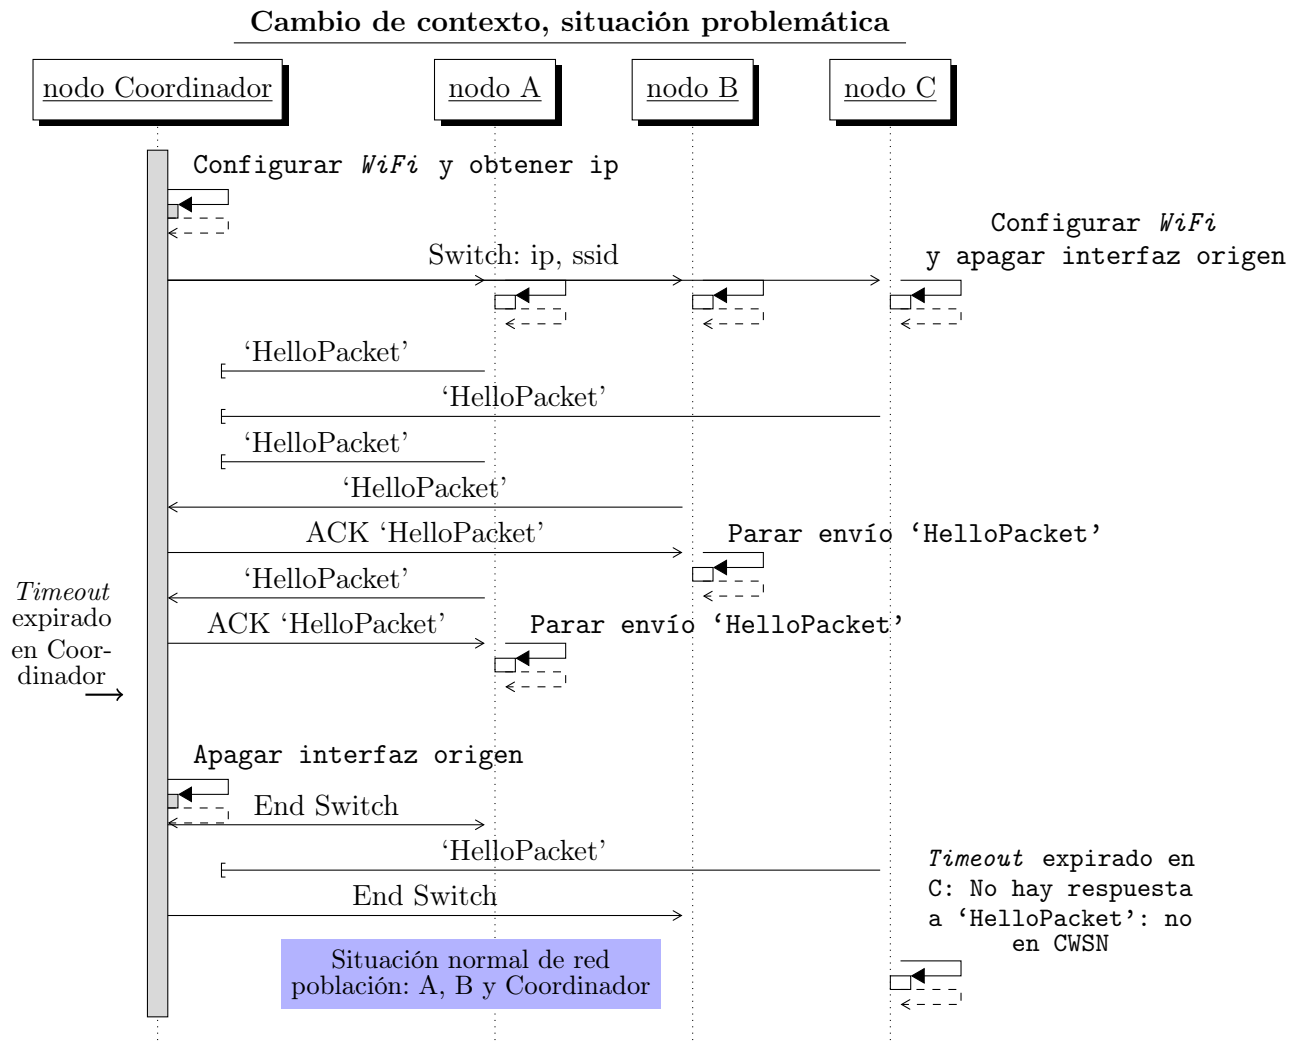 Cambio de contexto, situación problemática
nodo Coordinador
nodo A
nodo B
nodo C
Configurar WiFi y obtener ip
Configurar WiFi
y apagar interfaz origen
Switch: ip, ssid
‘HelloPacket’
‘HelloPacket’
‘HelloPacket’
‘HelloPacket’
ACK ‘HelloPacket’
Parar envío ‘HelloPacket’
‘HelloPacket’
Timeout
expirado
en Coor-
dinador
ACK ‘HelloPacket’
Parar envío ‘HelloPacket’
Apagar interfaz origen
End Switch
‘HelloPacket’
Timeout expirado en
C: No hay respuesta
a ‘HelloPacket’: no
en CWSN
End Switch
Situación normal de red
población: A, B y Coordinador